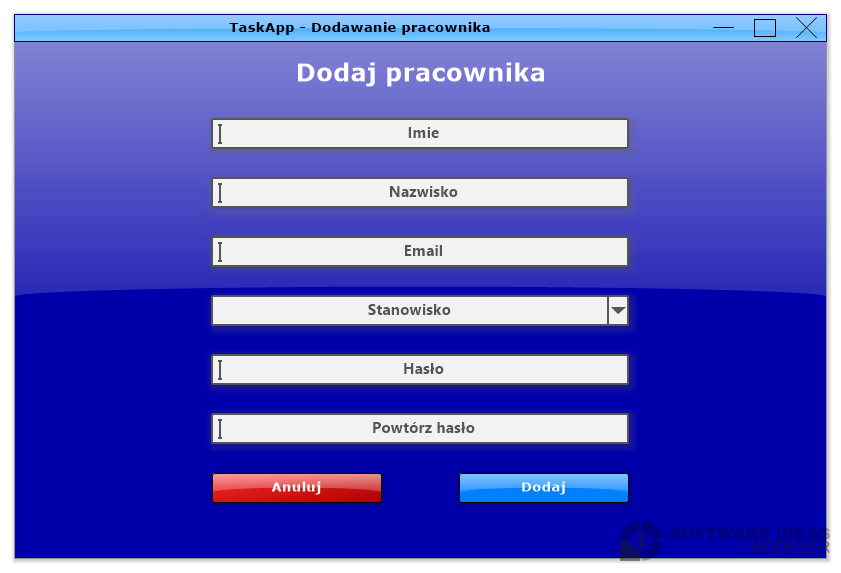 TaskApp - Dodawanie pracownika
Dodaj pracownika
Imie
Nazwisko
Email
Stanowisko
Hasło
Powtórz hasło
Anuluj
Dodaj
SOFTWARE IDEAS
MODELER